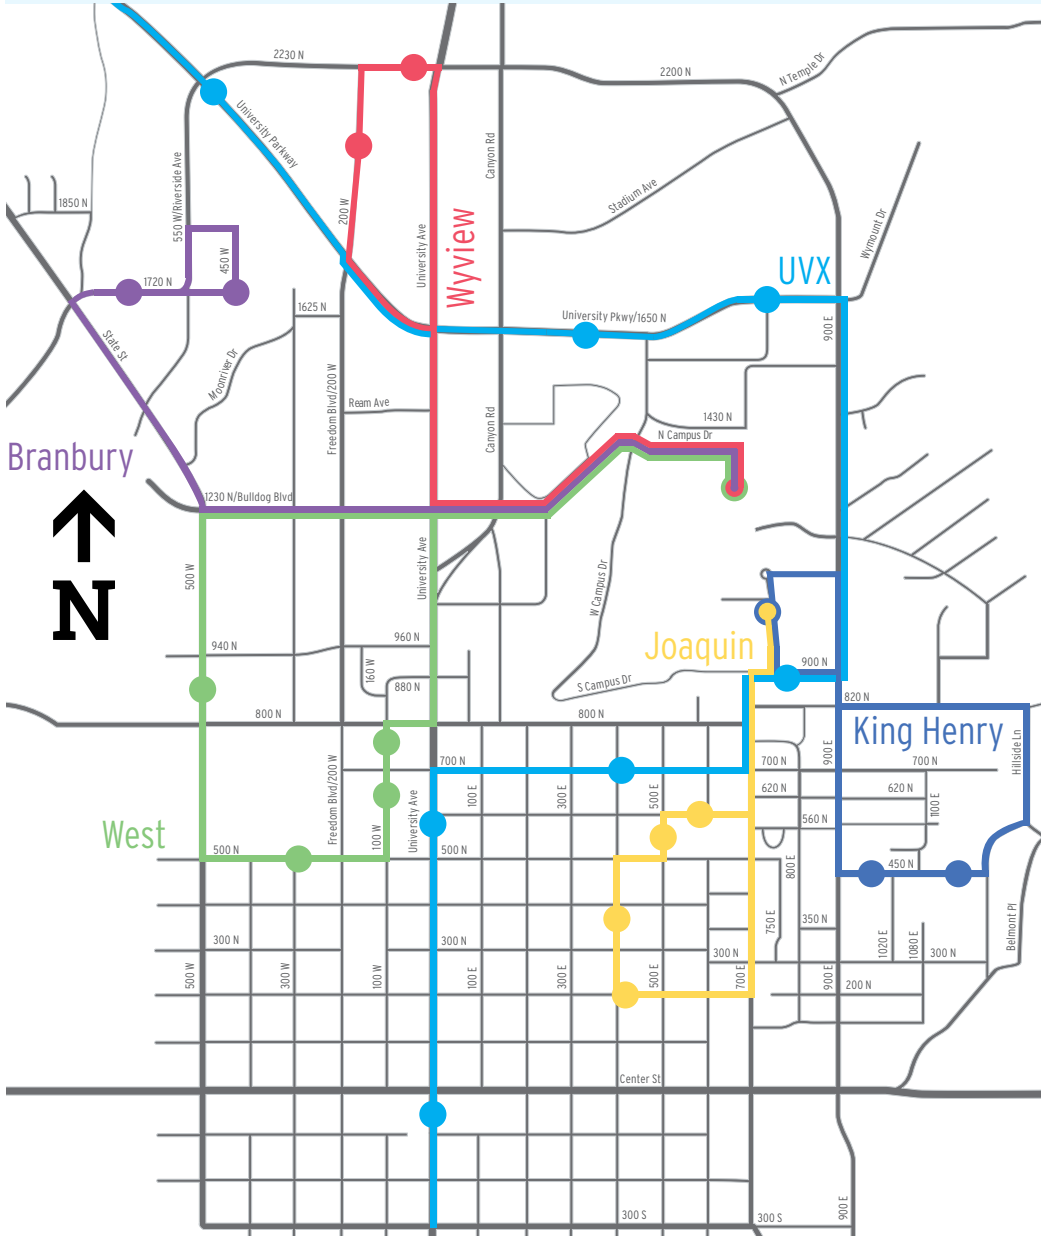 2230 N
2200 N
N Temple Dr
University Parkway
Canyon Rd
550 W/Riverside Ave
1850 N
200 W
Stadium Ave
Wymount Dr
University Ave
Wyview
450 W
1720 N
UVX
1625 N
University Pkwy/1650 N
900 E
State St
Moonriver Dr
Freedom Blvd/200 W
Ream Ave
Canyon Rd
1430 N
N Campus Dr
Branbury
1230 N/Bulldog Blvd
N
500 W
University Ave
W Campus Dr
940 N
960 N
160 W
880 N
Joaquin
900 N
S Campus Dr
820 N
800 N
800 N
King Henry
900 E
Hillside Ln
700 N
700 N
700 N
Freedom Blvd/200 W
University Ave
100 W
100 E
300 E
500 E
620 N
620 N
1100 E
West
560 N
500 N
500 N
800 E
450 N
750 E
350 N
1020 E
1080 E
Belmont Pl
300 N
300 N
300 N
300 N
500 W
300 W
100 W
100 E
300 E
500 E
700 E
900 E
200 N
Center St
300 S
300 S
900 E